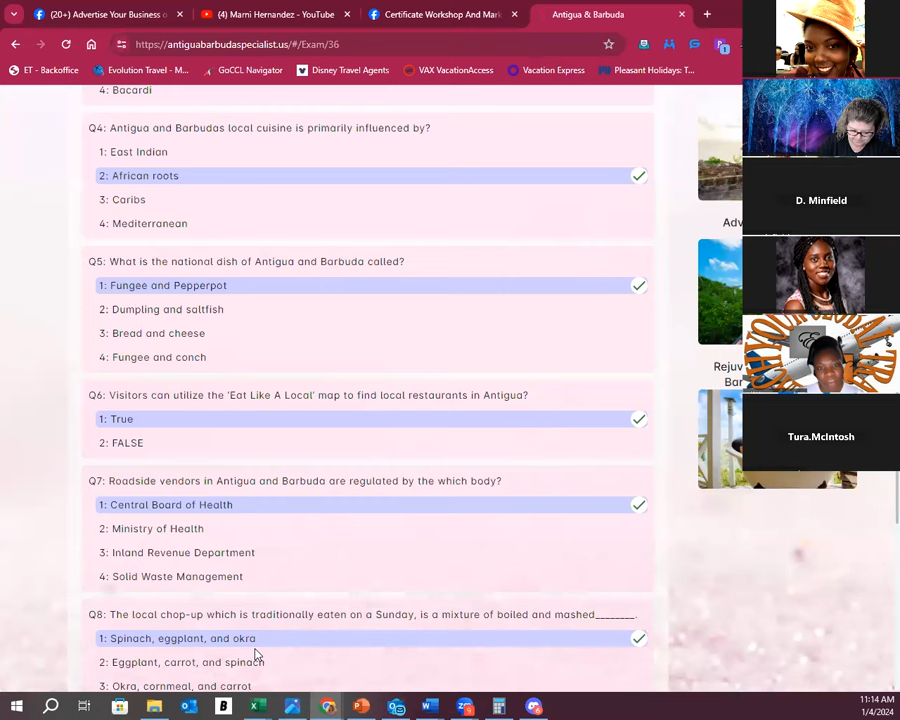 (20+) Advertise Your Business o
(4) Marni Hernandez - YouTube
Certificate Workshop And Mark
Antigua & Barbuda
https://antiguabarbudaspecialist.us/#/Exam/36
1
ET - Backoffice
Evolution Travel - M...
GoCCL Navigator
Disney Travel Agents
VAX VacationAccess
Vacation Express
Pleasant Holidays: T...
4: Bacardi
Q4: Antigua and Barbudas local cuisine is primarily influenced by?
1: East Indian
2: African roots
3: Caribs
4: Mediterranean
Q5: What is the national dish of Antigua and Barbuda called?
1: Fungee and Pepperpot
2: Dumpling and saltfish
3: Bread and cheese
4: Fungee and conch
Q6: Visitors can utilize the 'Eat Like A Local' map to find local restaurants in Antigua?
1: True
2: FALSE
Q7: Roadside vendors in Antigua and Barbuda are regulated by the which body?
1: Central Board of Health
2: Ministry of Health
3: Inland Revenue Department
4: Solid Waste Management
Q8: The local chop-up which is traditionally eaten on a Sunday, is a mixture of boiled and mashed________.
1: Spinach, eggplant, and okra
2: Eggplant, carrot, and spinach
3: Okra, cornmeal, and carrot
Adv
Rejuv
Bar
D. Minfield
Tura.McIntosh
11:14 AM
1/4/2024